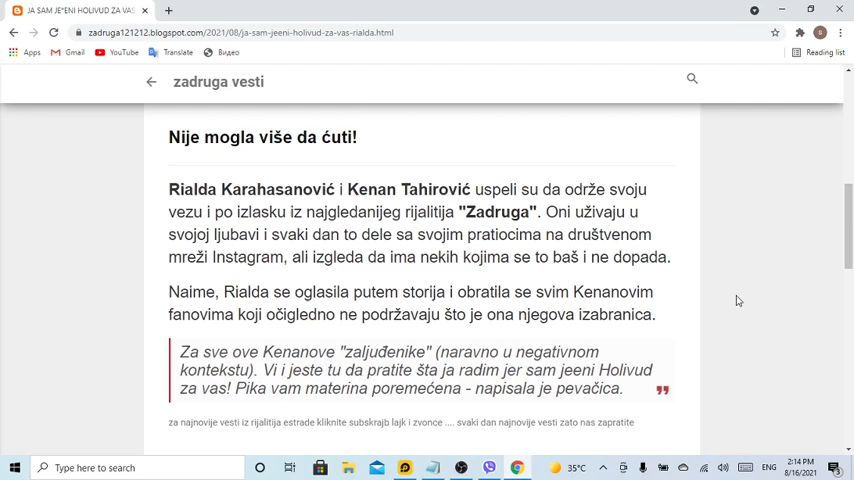 JA SAM JE*ENI HOLIVUD ZA VAS
zadruga121212.blogspot.com/2021/08/ja-sam-jeeni-holivud-za-vas-rialda.html
Apps Gmail YouTube Translate Видео Reading list
zadruga vesti
Nije mogla više da ćuti!
Rialda Karahasanović i Kenan Tahirović uspeli su da održe svoju
vezu i po izlasku iz najgledanijeg rijalitija "Zadruga". Oni uživaju u
svojoj ljubavi i svaki dan to dele sa svojim pratiocima na društvenom
mreži Instagram, ali izgleda da ima nekih kojima se to baš i ne dopada.
Naime, Rialda se oglasila putem storija i obratila se svim Kenanovim
fanovima koji očigledno ne podržavaju što je ona njegova izabranica.
Za sve ove Kenanove "zaljuđenike" (naravno u negativnom
kontekstu). Vi i jeste tu da pratite šta ja radim jer sam jeeni Holivud
za vas! Pika vam materina poremećena - napisala je pevačica.
za najnovije vesti iz rijalitija estrade kliknite subskrajb lajk i zvonce .... svaki dan najnovije vesti zato nas zapratite
Type here to search
35°C
ENG
2:14 PM
8/16/2021
3